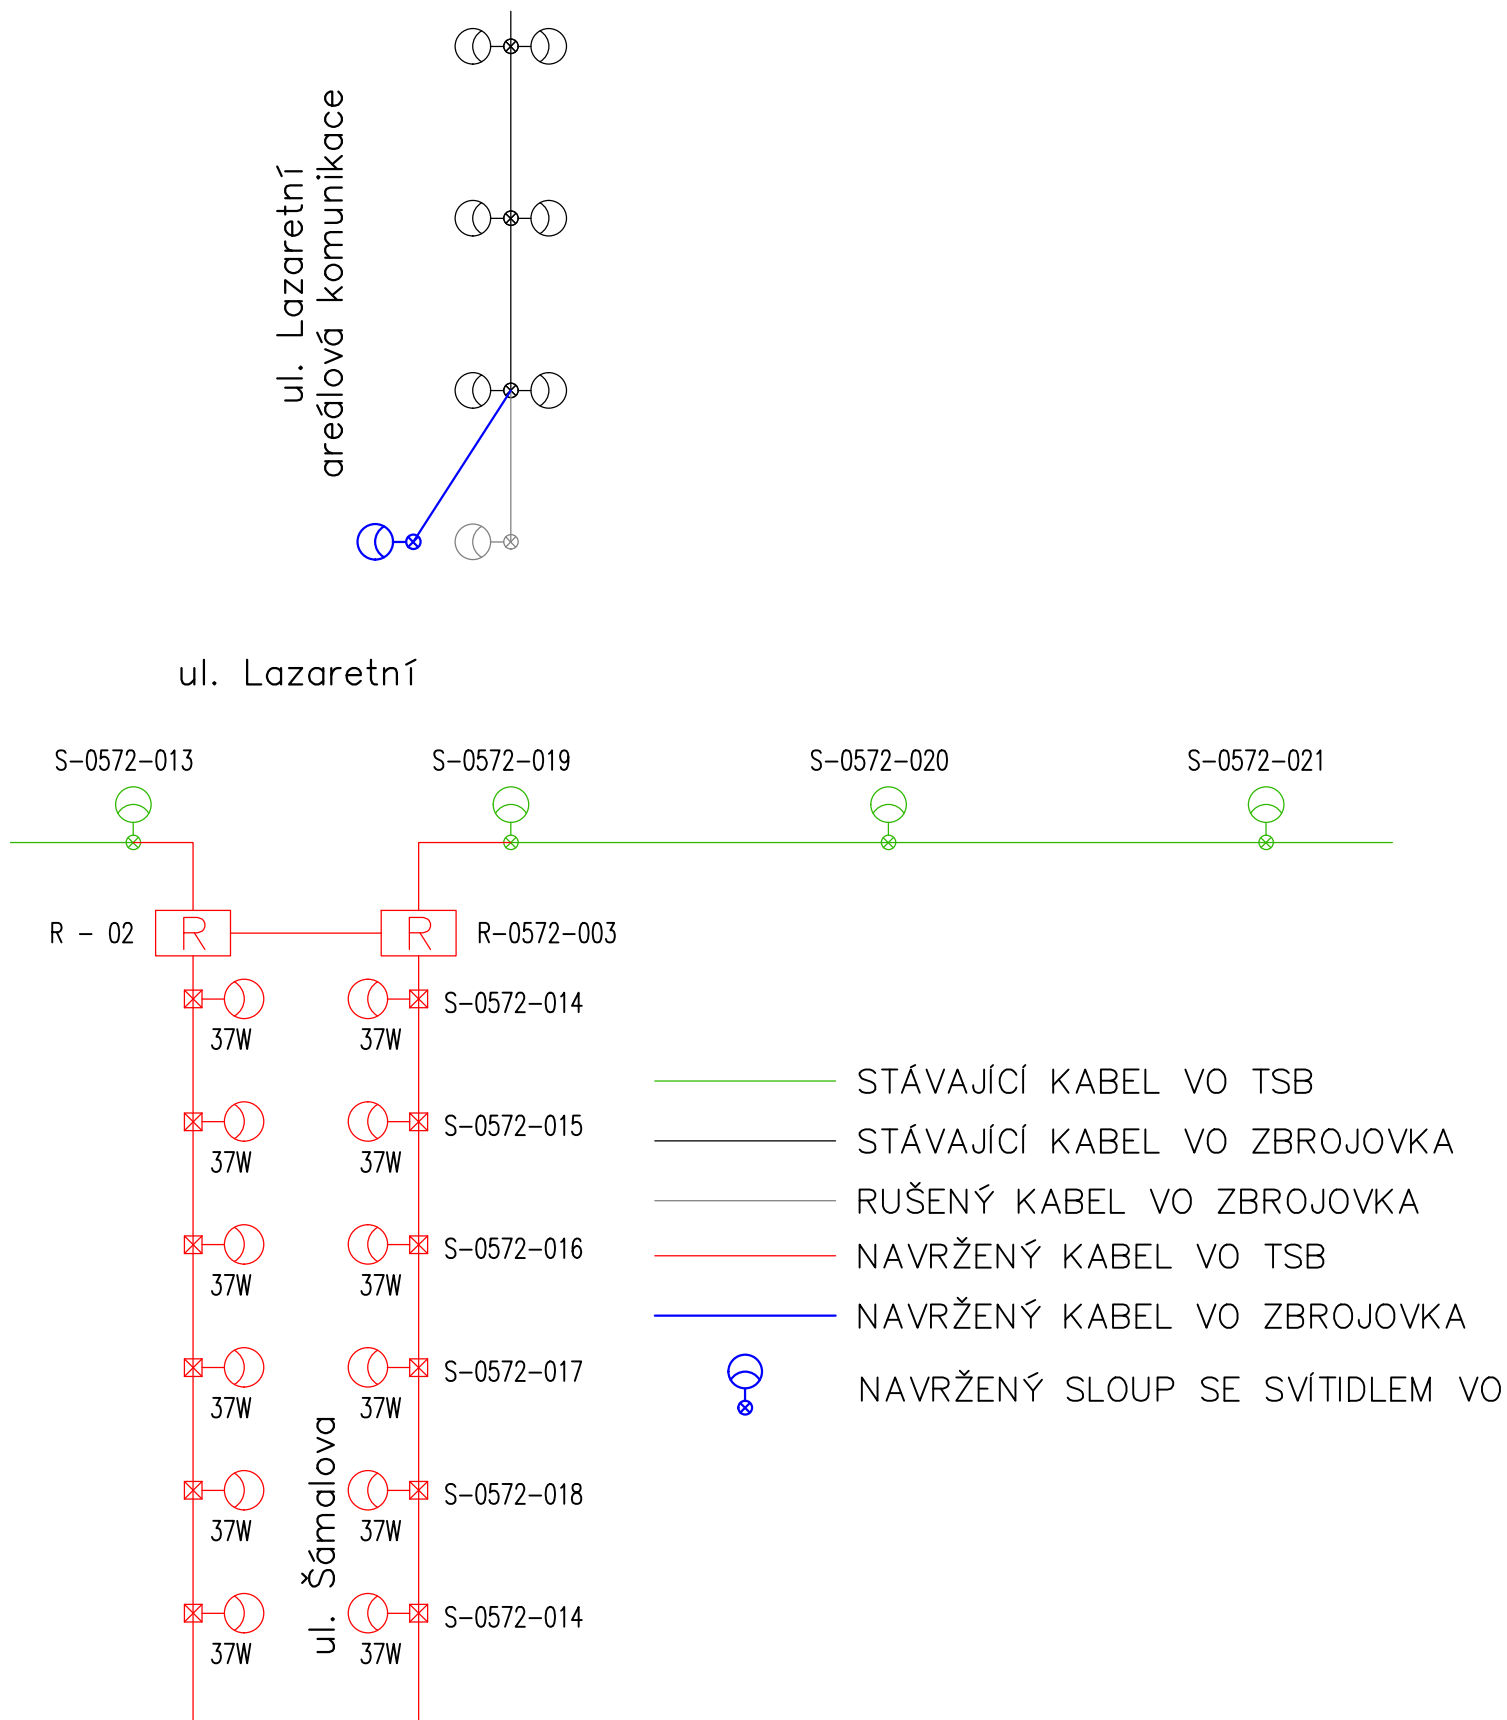 ul. Lazaretní
areálová komunikace
ul. Lazaretní
S-0572-013
S-0572-019
S-0572-020
S-0572-021
R - 02
R
R
R-0572-003
37W
37W
S-0572-014
37W
37W
S-0572-015
37W
37W
S-0572-016
37W
37W
S-0572-017
37W
37W
S-0572-018
37W
37W
S-0572-014
ul. Šámalova
STÁVAJÍCÍ KABEL VO TSB
STÁVAJÍCÍ KABEL VO ZBROJOVKA
RUŠENÝ KABEL VO ZBROJOVKA
NAVRŽENÝ KABEL VO TSB
NAVRŽENÝ KABEL VO ZBROJOVKA
NAVRŽENÝ SLOUP SE SVÍTIDLEM VO